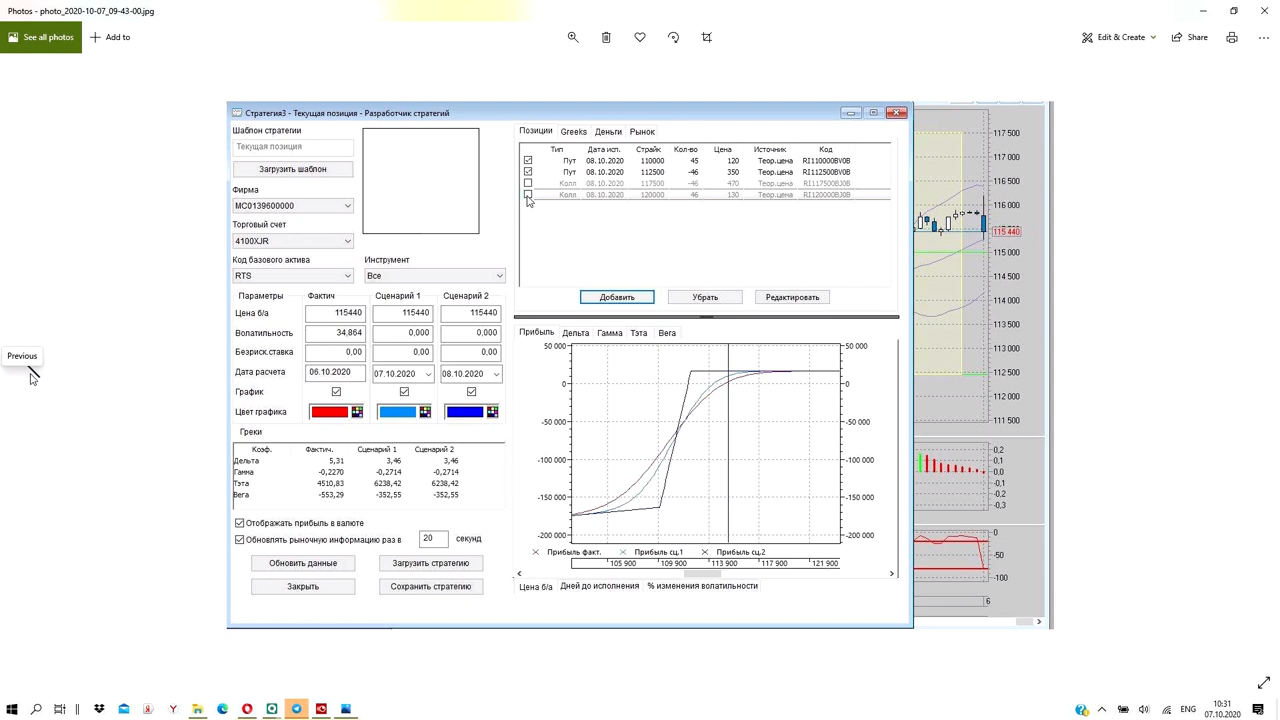 Photos - photo_2020-10-07_09-43-00.jpg
See all photos
Add to
Edit & Create
Share
Стратегия3 - Текущая позиция - Разработчик стратегий
Шаблон стратегии
Текущая позиция
Загрузить шаблон
Фирма
MC0139600000
Торговый счет
4100XJR
Код базового актива
RTS
Инструмент
Все
Параметры Фактич Сценарий 1 Сценарий 2
Цена б/а 115440 115440 115440
Волатильность 34,864 0,000 0,000
Безриск.ставка 0,00 0,00 0,00
Дата расчета 06.10.2020 07.10.2020 08.10.2020
График
Цвет графика
Греки
Коэф. Фактич. Сценарий 1 Сценарий 2
Дельта 5,31 3,46 3,46
Гамма -0,2270 -0,2714 -0,2714
Тэта 4510,83 6238,42 6238,42
Вега -553,29 -352,55 -352,55
Отображать прибыль в валюте
Обновлять рыночную информацию раз в 20 секунд
Обновить данные
Загрузить стратегию
Закрыть
Сохранить стратегию
Позиции Greeks Деньги Рынок
Тип Дата исп. Страйк Кол-во Цена Источник Код
Пут 08.10.2020 110000 45 120 Теор.цена RI110000BV0B
Пут 08.10.2020 112500 -46 350 Теор.цена RI112500BV0B
Колл 08.10.2020 117500 -46 470 Теор.цена RI117500BJ0B
Колл 08.10.2020 120000 46 130 Теор.цена RI120000BJ0B
Добавить
Убрать
Редактировать
Прибыль Дельта Гамма Тэта Вега
50 000 50 000
0 0
-50 000 -50 000
-100 000 -100 000
-150 000 -150 000
-200 000 -200 000
Прибыль факт. Прибыль сц.1 Прибыль сц.2
105 900 109 900 113 900 117 900 121 900
Цена б/а Дней до исполнения % изменения волатильности
117 500
116 500
116 000
115 440
115 000
114 500
114 000
113 500
113 000
112 500
112 000
111 500
0,2
0,1
0,0
-0,1
-0,2
-0,3
0
-50
-100
6
Previous
ENG
10:31
07.10.2020